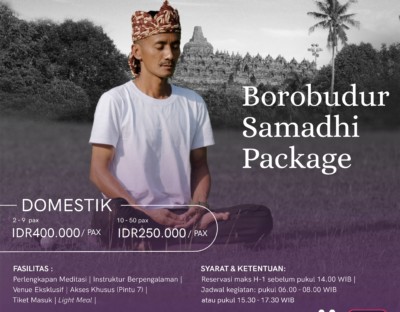 Borobudur
Samadhi
Package
DOMESTIK
2 - 9 pax
IDR400.000/ PAX
10 - 50 pax
IDR250.000/ PAX
FASILITAS :
Perlengkapan Meditasi | Instruktur Berpengalaman |
Venue Eksklusif | Akses Khusus (Pintu 7) |
Tiket Masuk | Light Meal |
SYARAT & KETENTUAN:
Reservasi maks H-1 sebelum pukul 14.00 WIB |
Jadwal kegiatan: pukul 06.00 - 08.00 WIB
atau pukul 15.30 - 17.30 WIB